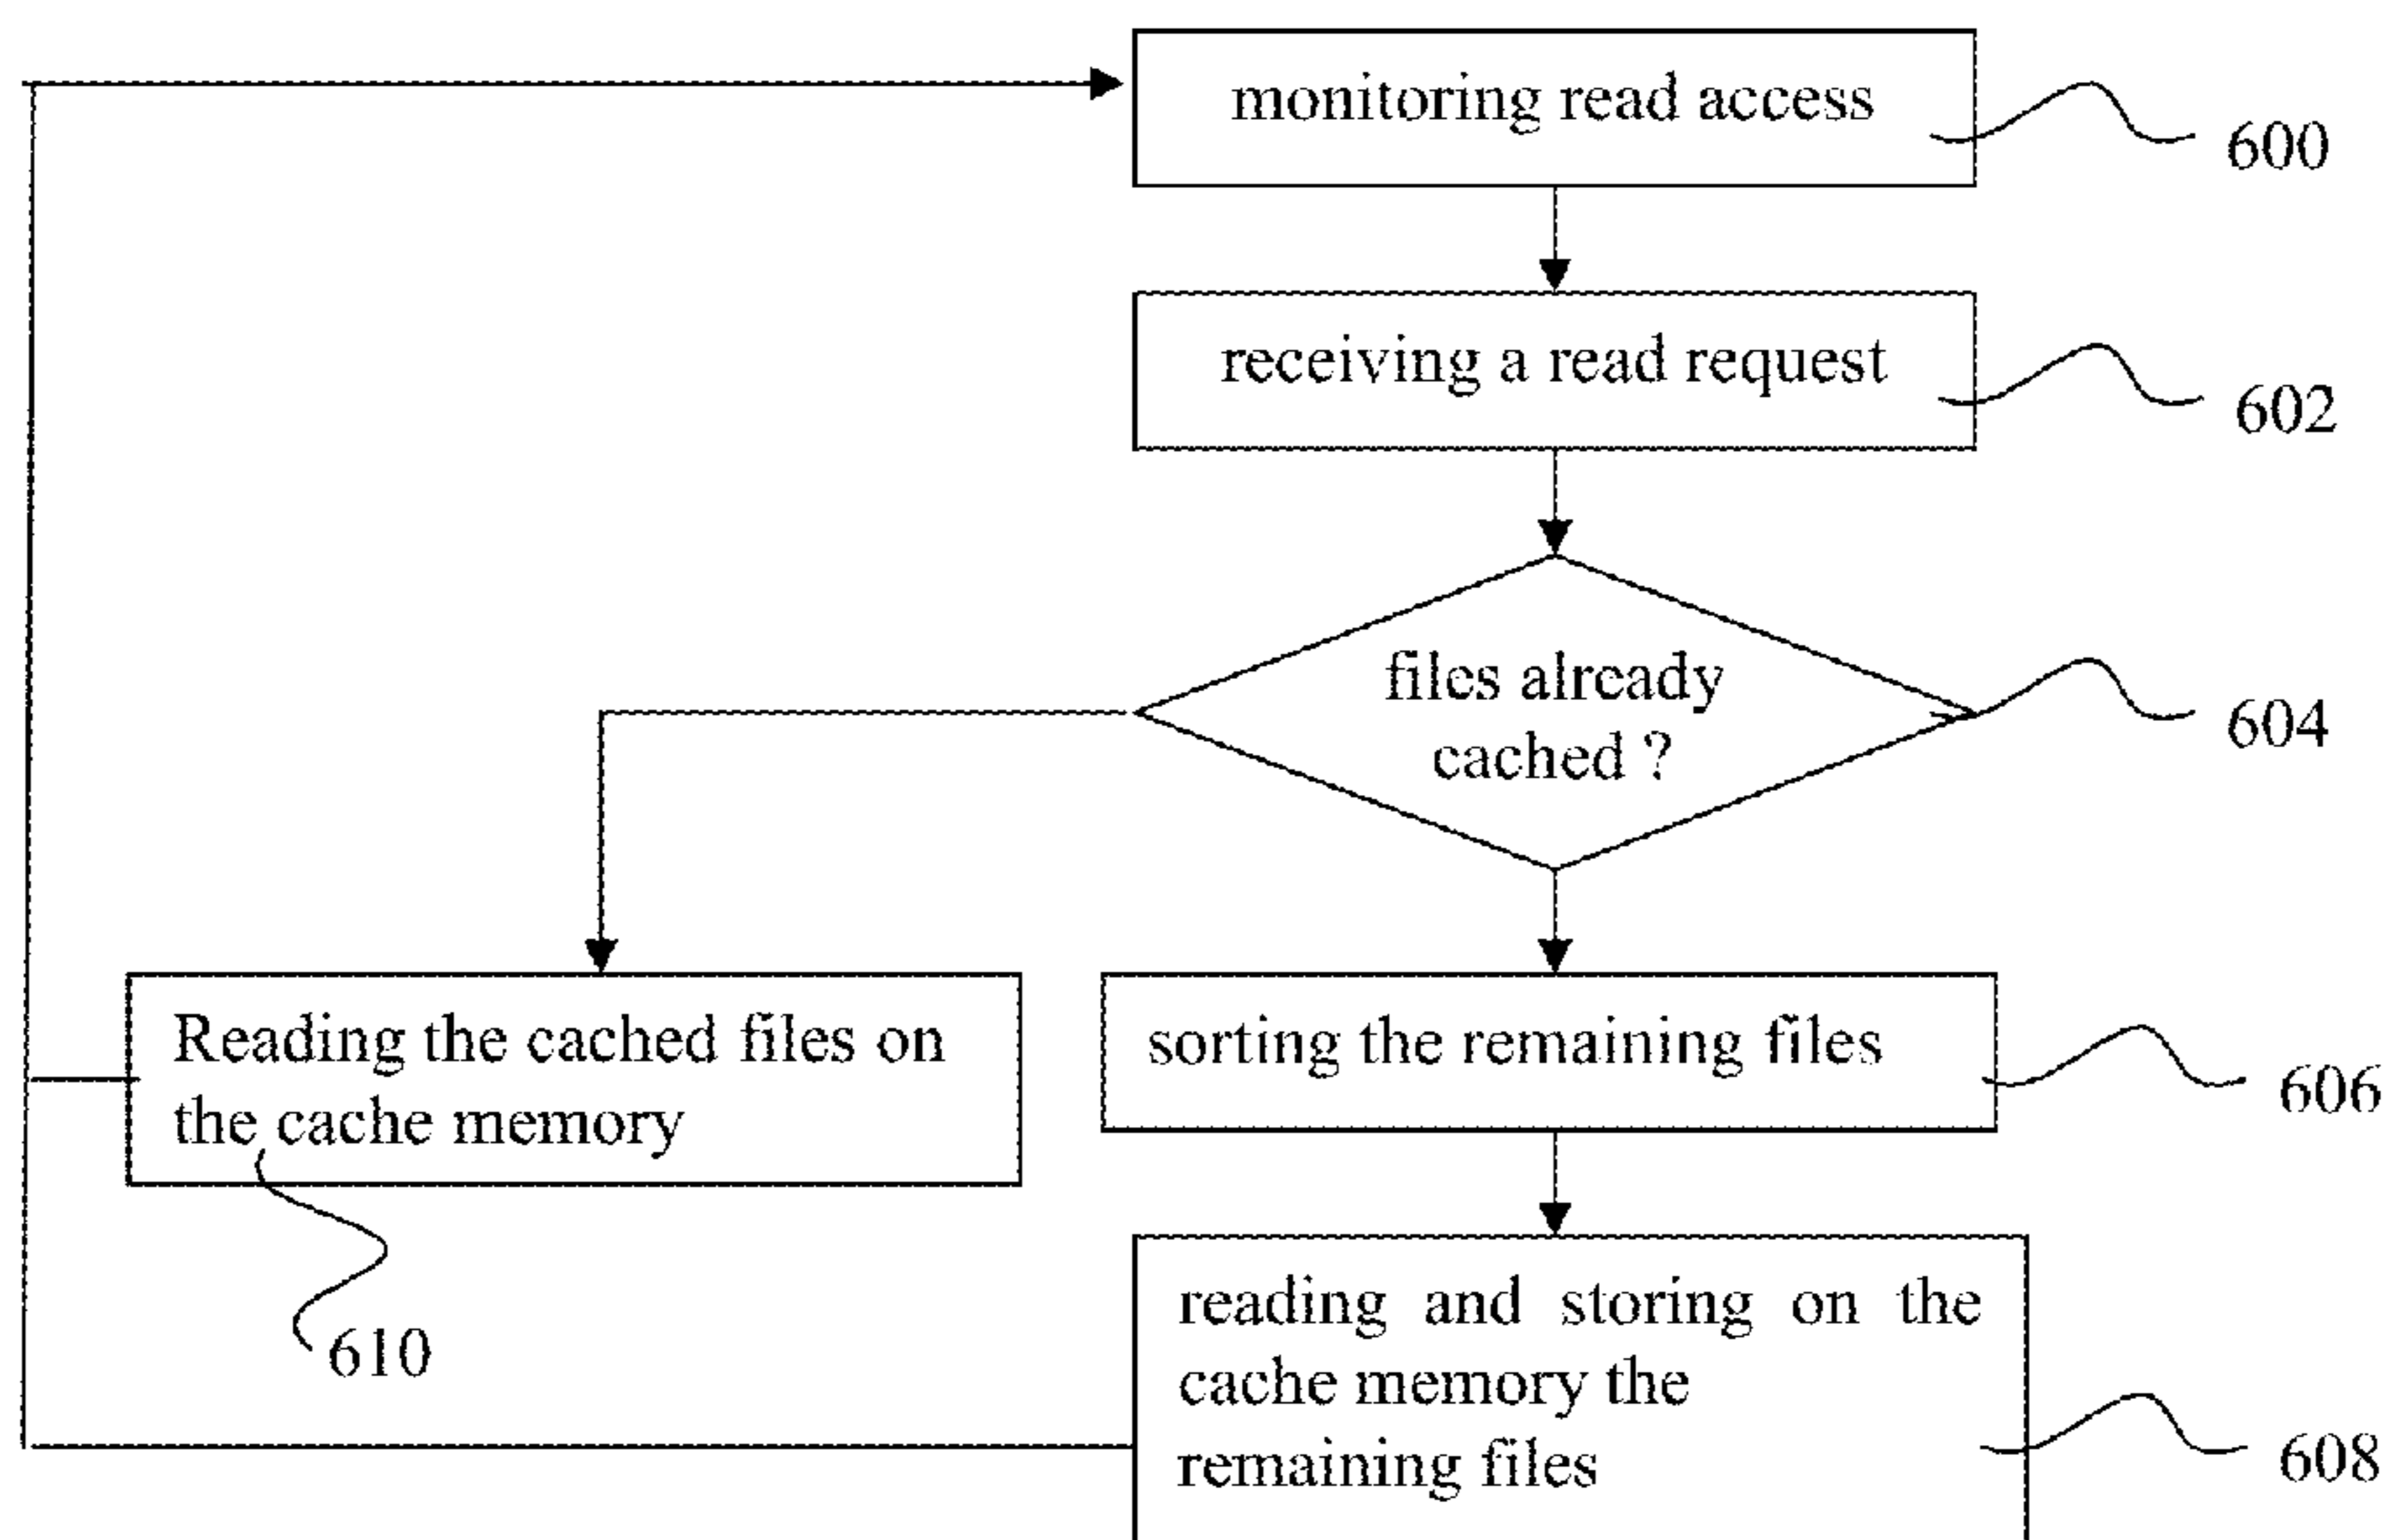 monitoring read access
600
receiving a read request
602
files already
cached ?
604
Reading the cached files on
the cache memory
610
sorting the remaining files
606
reading and storing on the
cache memory the
remaining files
608